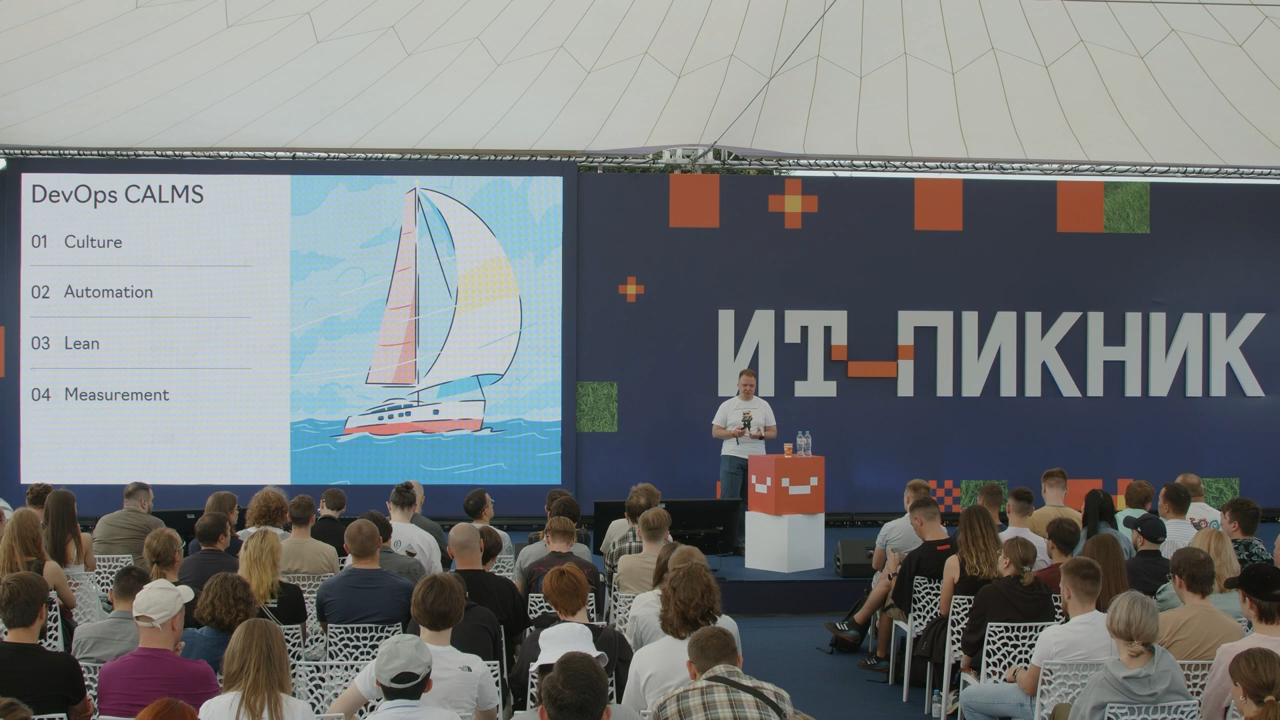 DevOps CALMS
01 Culture
02 Automation
03 Lean
04 Measurement
ИТ-ПИКНИК